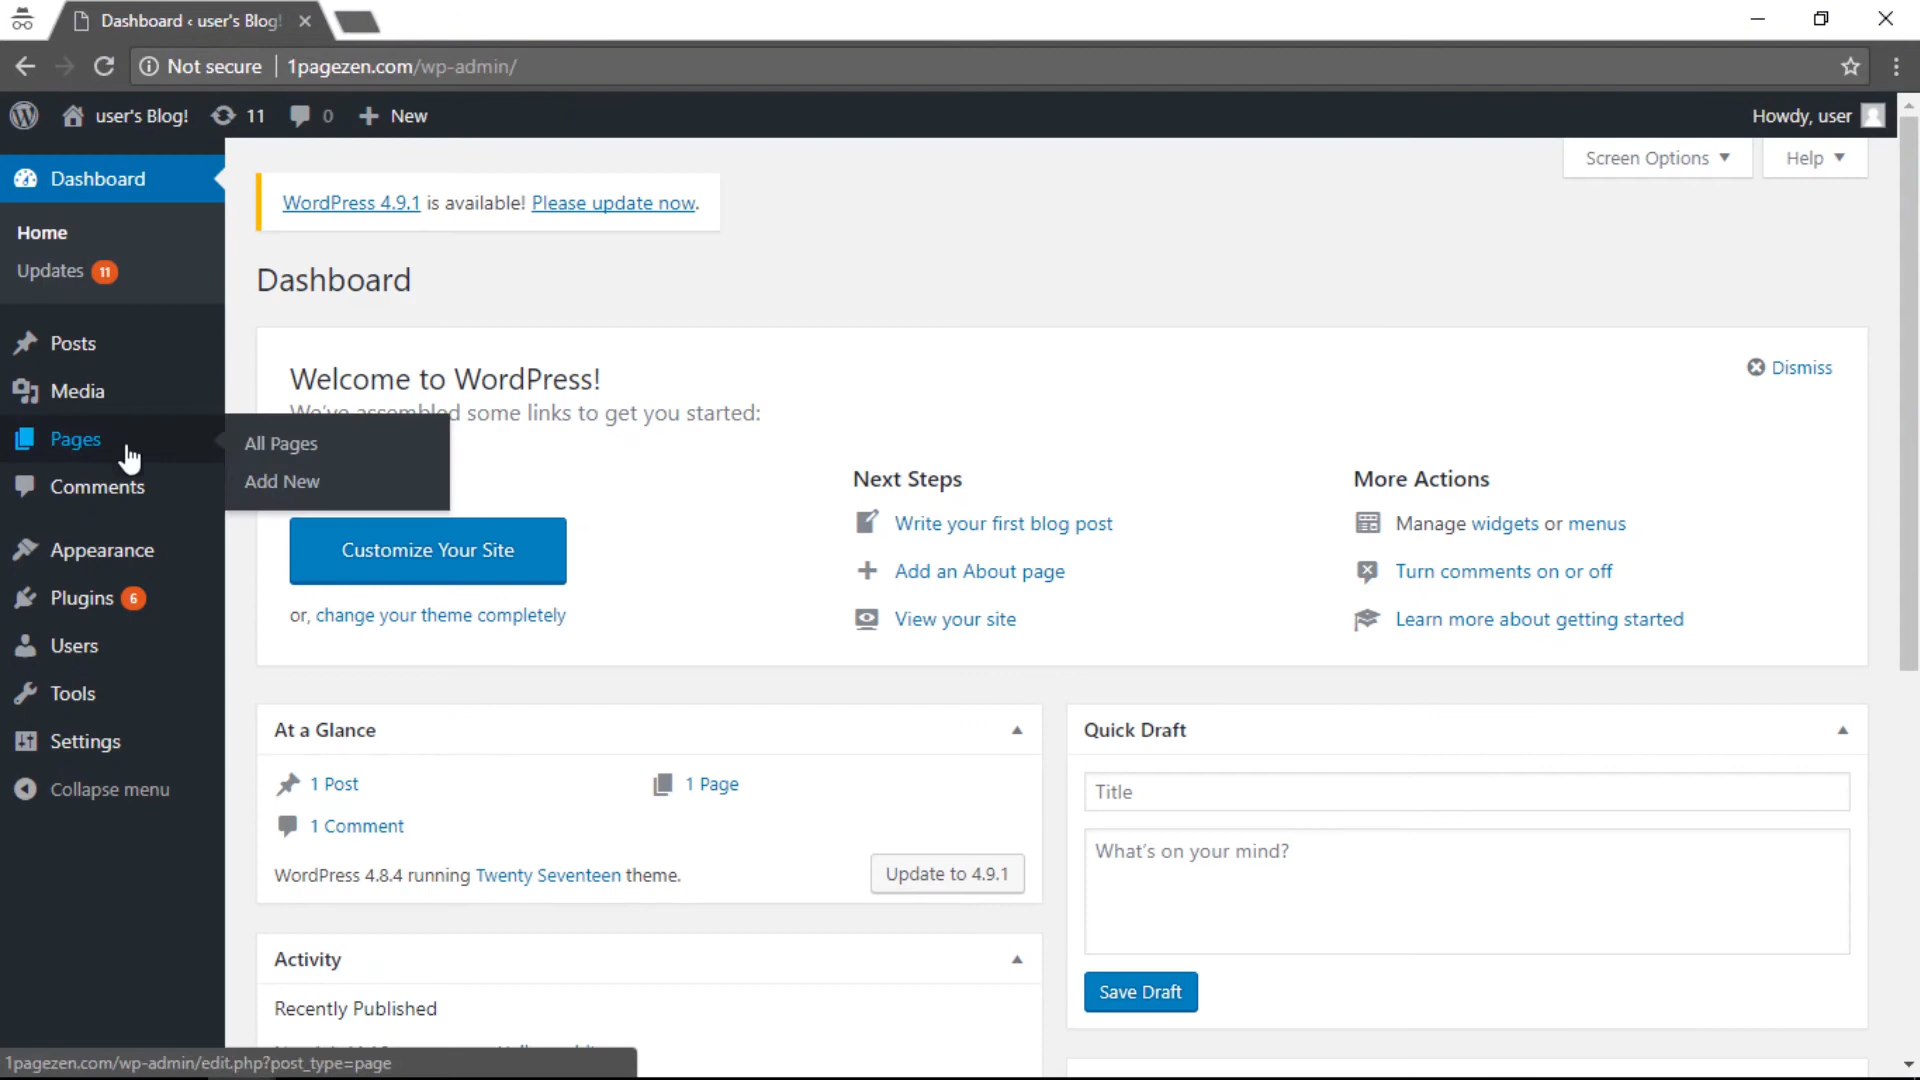 Dashboard ‹ user's Blog!
Not secure | 1pagezen.com/wp-admin/
user's Blog! 11 0 New
Howdy, user
Screen Options
Help
Dashboard
Home
Updates 11
Posts
Media
Pages
Comments
Appearance
Plugins 6
Users
Tools
Settings
Collapse menu
All Pages
Add New
WordPress 4.9.1 is available! Please update now.
Dashboard
Welcome to WordPress!
Dismiss
We've assembled some links to get you started:
Customize Your Site
or, change your theme completely
Next Steps
Write your first blog post
Add an About page
View your site
More Actions
Manage widgets or menus
Turn comments on or off
Learn more about getting started
At a Glance
1 Post
1 Page
1 Comment
WordPress 4.8.4 running Twenty Seventeen theme.
Update to 4.9.1
Activity
Recently Published
Quick Draft
Title
What's on your mind?
Save Draft
1pagezen.com/wp-admin/edit.php?post_type=page